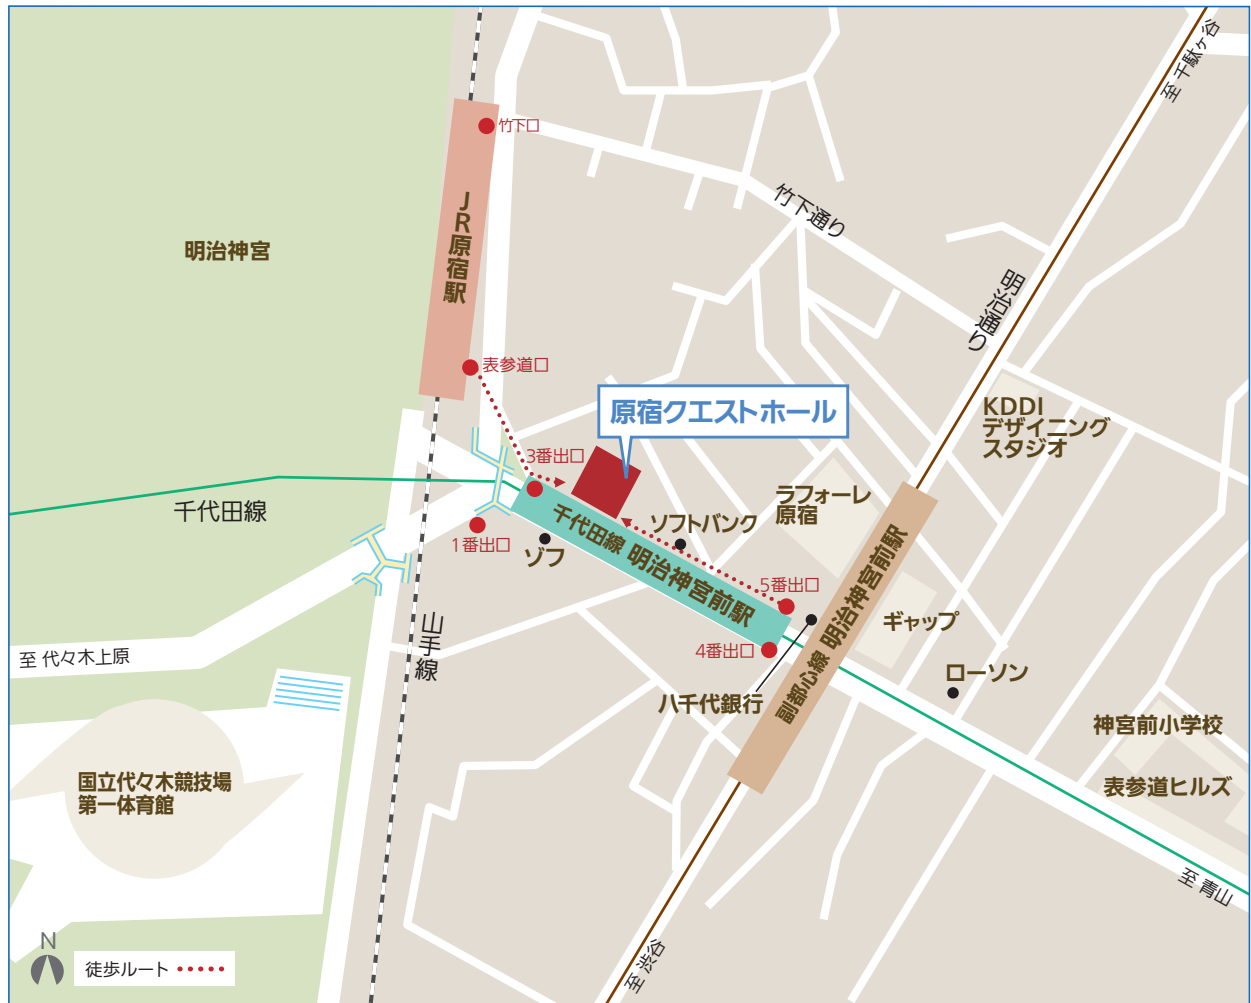 至 千駄ヶ谷
竹下口
JR原宿駅
明治神宮
竹下通り
明治通り
表参道口
原宿クエストホール
KDDI
デザイニング
スタジオ
3番出口
千代田線
ラフォーレ
原宿
ソフトバンク
1番出口
ゾフ
千代田線 明治神宮前駅
5番出口
副都心線 明治神宮前駅
ギャップ
4番出口
山手線
至 代々木上原
八千代銀行
ローソン
神宮前小学校
表参道ヒルズ
国立代々木競技場
第一体育館
至 青山
至 渋谷
N
徒歩ルート